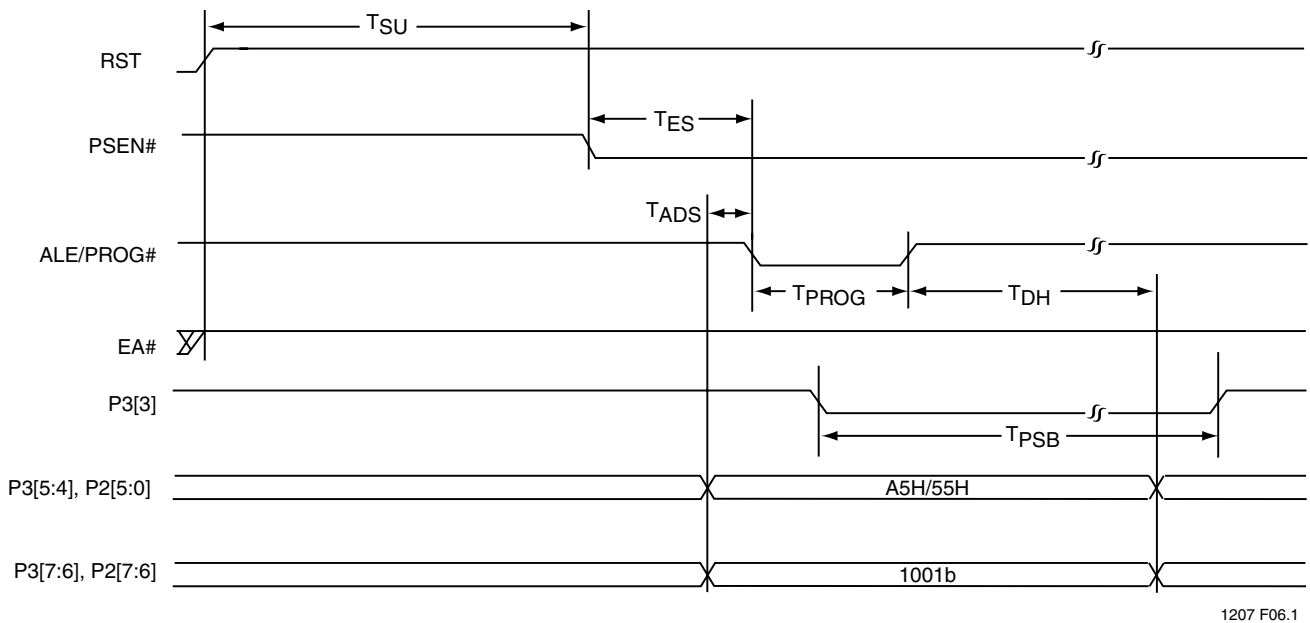 TSU
RST
TES
PSEN#
TADS
ALE/PROG#
TPROG
TDH
EA#
P3[3]
TPSB
P3[5:4], P2[5:0]
A5H/55H
P3[7:6], P2[7:6]
1001b
1207 F06.1